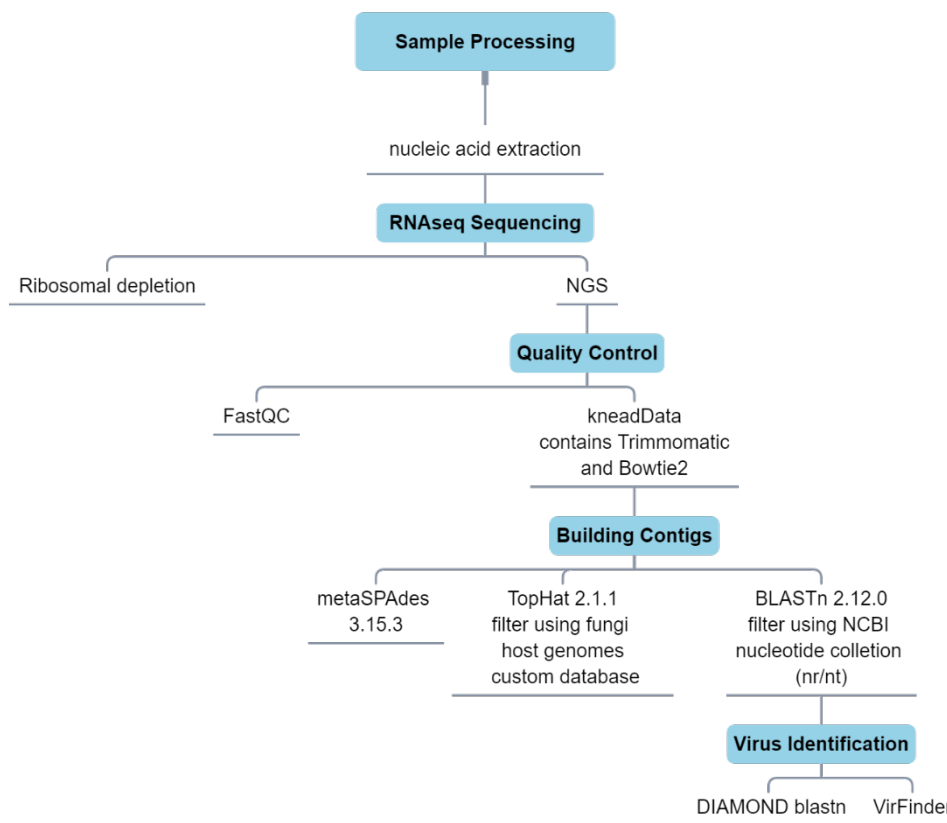 Sample Processing
nucleic acid extraction
RNAseq Sequencing
Ribosomal depletion
NGS
Quality Control
FastQC
kneadData
contains Trimmomatic
and Bowtie2
Building Contigs
metaSPAdes
3.15.3
TopHat 2.1.1
filter using fungi
host genomes
custom database
BLASTn 2.12.0
filter using NCBI
nucleotide colletion
(nr/nt)
Virus Identification
DIAMOND blastn
VirFinder